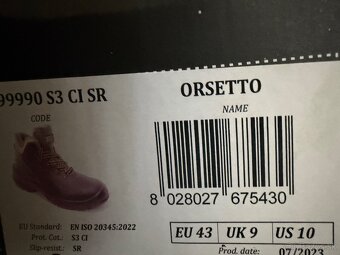 99990 S3 CI SR
ORSETTO
CODE
NAME
8 028027 675430
EU Standard: EN ISO 20345:2022
Prot. Cat.: S3 CI
Slip-resist.: SR
EU 43 UK 9 US 10
Prod. date: 07/2023